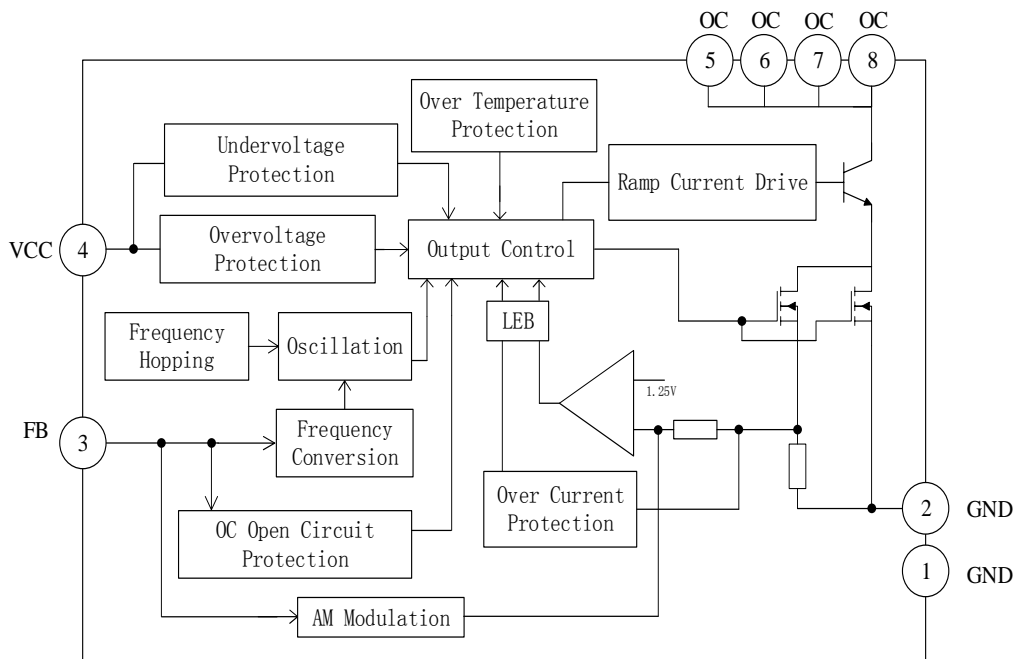 OC OC OC OC
5 6 7 8
Over Temperature
Protection
Undervoltage
Protection
Ramp Current Drive
VCC 4
Overvoltage
Protection
Output Control
LEB
Frequency
Hopping
Oscillation
1.25V
FB 3
Frequency
Conversion
Over Current
Protection
2 GND
OC Open Circuit
Protection
1 GND
AM Modulation